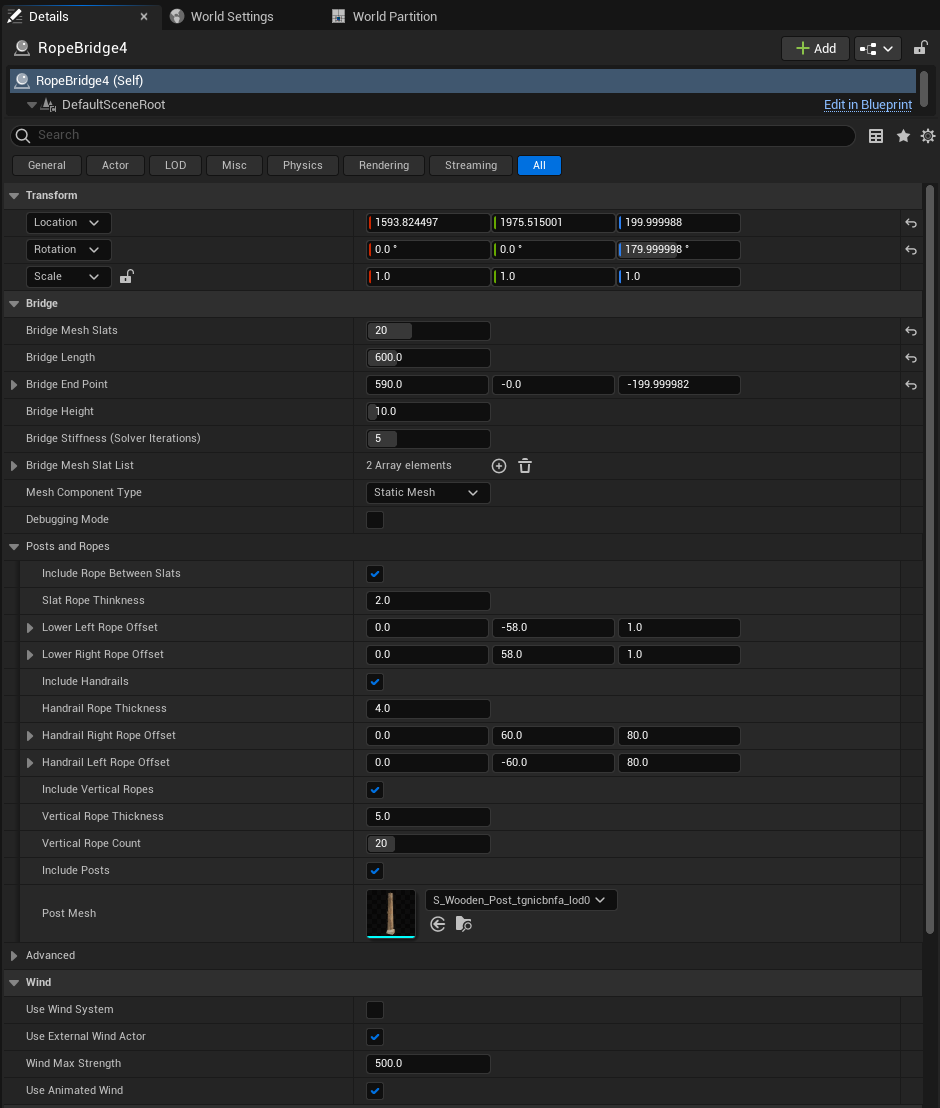 Details World Settings World Partition
RopeBridge4 Add
RopeBridge4 (Self)
DefaultSceneRoot Edit in Blueprint
Search
General Actor LOD Misc Physics Rendering Streaming All
Transform
Location 1593.824497 1975.515001 199.999988
Rotation 0.0 ° 0.0 ° 179.999998 °
Scale 1.0 1.0 1.0
Bridge
Bridge Mesh Slats 20
Bridge Length 600.0
Bridge End Point 590.0 -0.0 -199.999982
Bridge Height 10.0
Bridge Stiffness (Solver Iterations) 5
Bridge Mesh Slat List 2 Array elements
Mesh Component Type Static Mesh
Debugging Mode
Posts and Ropes
Include Rope Between Slats
Slat Rope Thinkness 2.0
Lower Left Rope Offset 0.0 -58.0 1.0
Lower Right Rope Offset 0.0 58.0 1.0
Include Handrails
Handrail Rope Thickness 4.0
Handrail Right Rope Offset 0.0 60.0 80.0
Handrail Left Rope Offset 0.0 -60.0 80.0
Include Vertical Ropes
Vertical Rope Thickness 5.0
Vertical Rope Count 20
Include Posts
Post Mesh S_Wooden_Post_tgnicbnfa_lod0
Advanced
Wind
Use Wind System
Use External Wind Actor
Wind Max Strength 500.0
Use Animated Wind